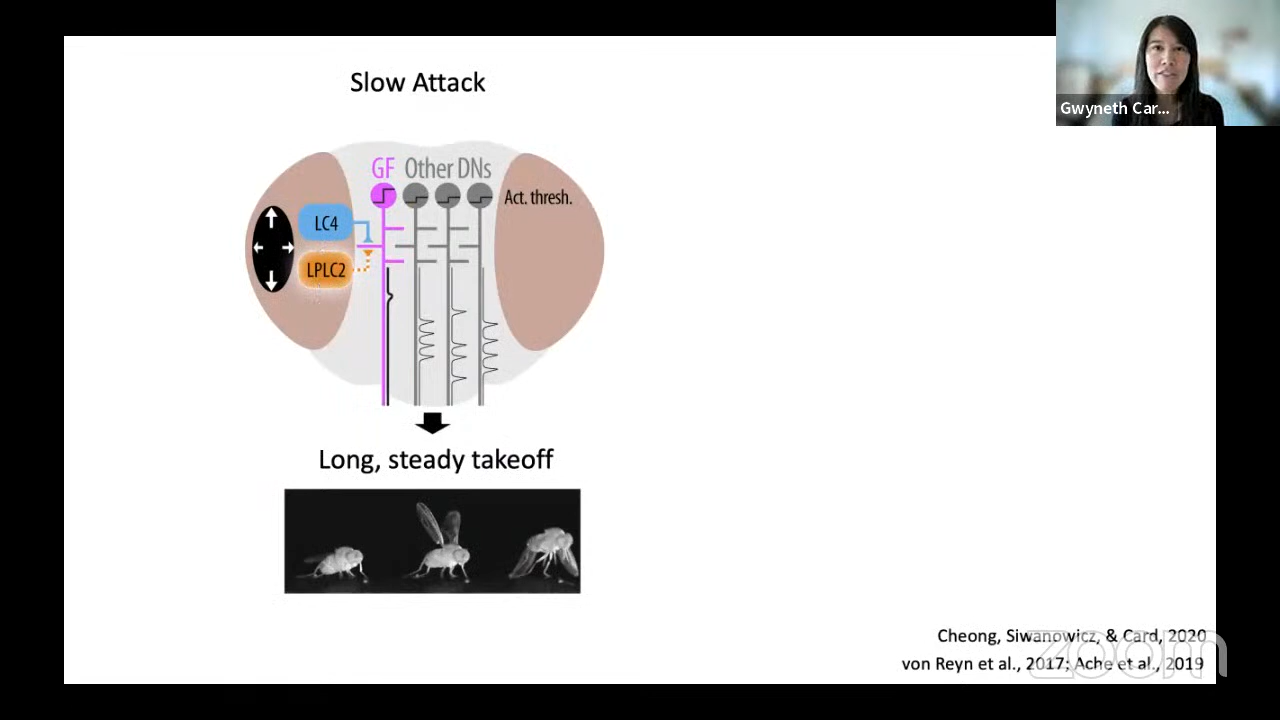 Slow Attack
Gwyneth Car...
GF Other DNs
Act. thresh.
LC4
LPLC2
Long, steady takeoff
Cheong, Siwanowicz, & Card, 2020
von Reyn et al., 2017; Ache et al., 2019
zoom